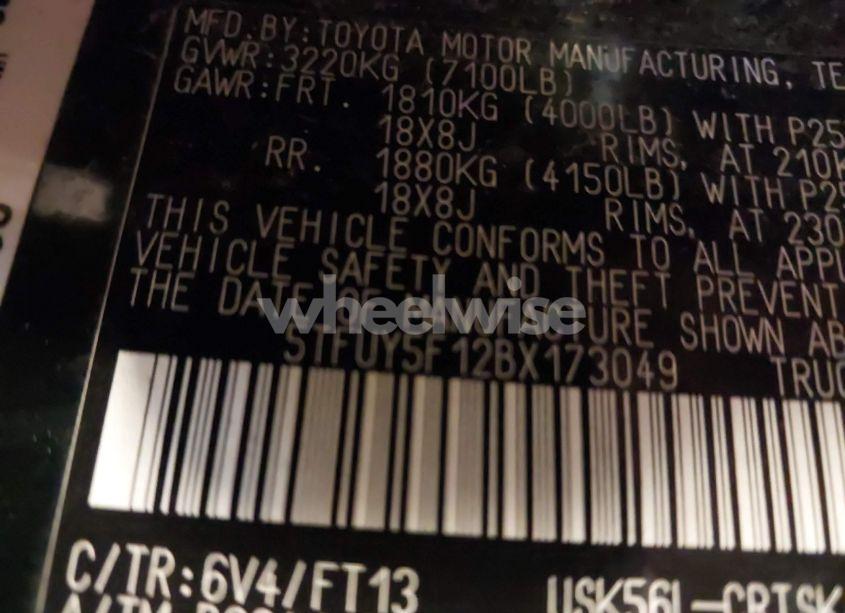 MFD.BY:TOYOTA MOTOR MANUFACTURING, TE
GVWR:3220KG (7100LB)
GAWR:FRT. 1810KG (4000LB) WITH P25
18X8J RIMS, AT 210K
RR. 1880KG (4150LB) WITH P25
18X8J RIMS, AT 230
THIS VEHICLE CONFORMS TO ALL APPL
VEHICLE SAFETY AND THEFT PREVENT
THE DATE OF MANUFACTURE SHOWN AB
wheelwise
5TFUY5F12BX173049 TRUC
C/TR:6V4/FT13 USK56L-CRTSK